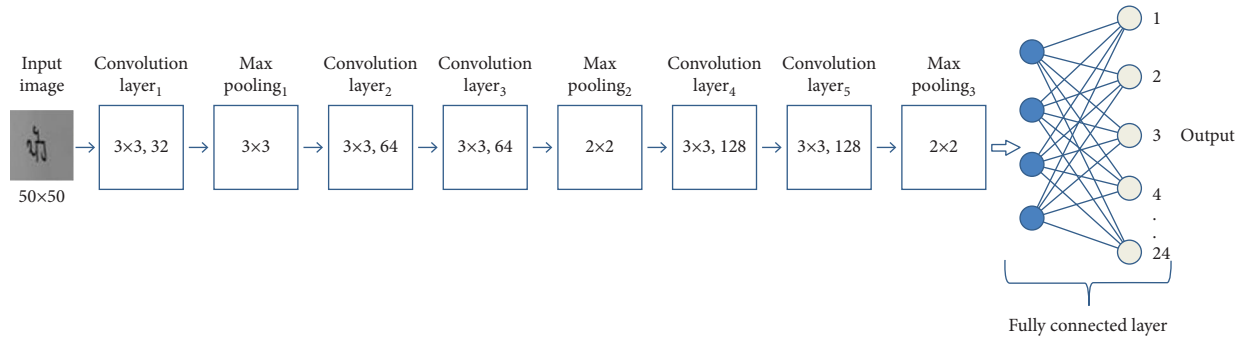 Input
image
50×50
Convolution
layer₁
3×3, 32
Max
pooling₁
3×3
Convolution
layer₂
3×3, 64
Convolution
layer₃
3×3, 64
Max
pooling₂
2×2
Convolution
layer₄
3×3, 128
Convolution
layer₅
3×3, 128
Max
pooling₃
2×2
1
2
3
4
.
.
24
Output
Fully connected layer